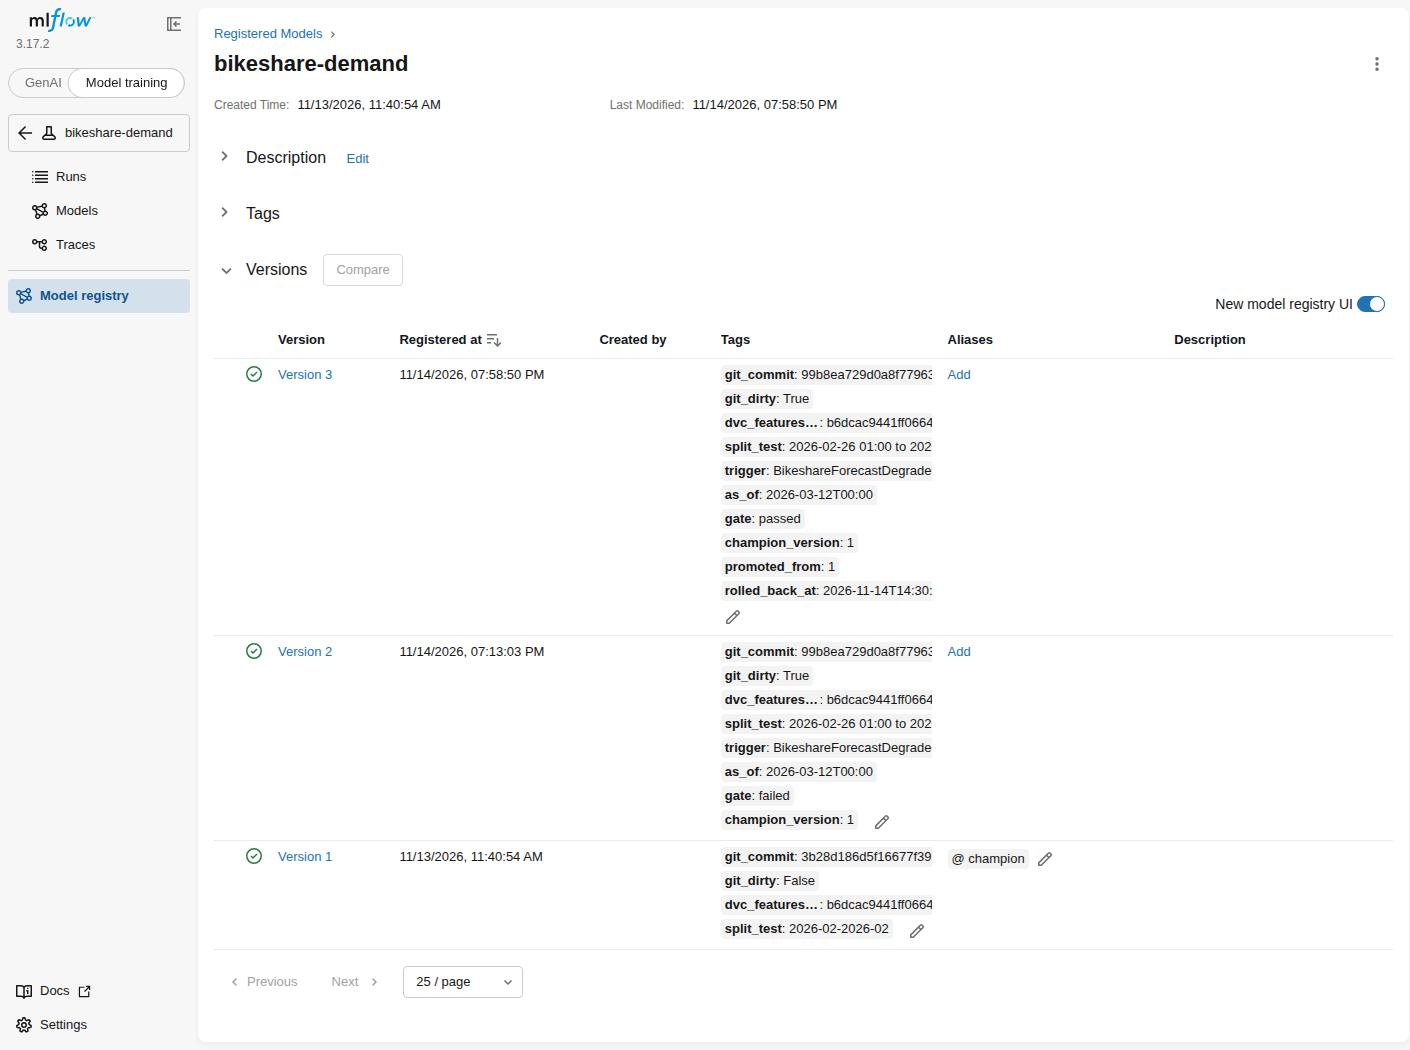 mlflow
3.17.2
GenAI Model training
bikeshare-demand
Runs
Models
Traces
Model registry
Docs
Settings
Registered Models
bikeshare-demand
Created Time: 11/13/2026, 11:40:54 AM Last Modified: 11/14/2026, 07:58:50 PM
Description Edit
Tags
Versions Compare
New model registry UI
Version Registered at Created by Tags Aliases Description
Version 3 11/14/2026, 07:58:50 PM git_commit: 99b8ea729d0a8f77963 Add
git_dirty: True
dvc_features…: b6dcac9441ff0664
split_test: 2026-02-26 01:00 to 202
trigger: BikeshareForecastDegrade
as_of: 2026-03-12T00:00
gate: passed
champion_version: 1
promoted_from: 1
rolled_back_at: 2026-11-14T14:30:
Version 2 11/14/2026, 07:13:03 PM git_commit: 99b8ea729d0a8f77963 Add
git_dirty: True
dvc_features…: b6dcac9441ff0664
split_test: 2026-02-26 01:00 to 202
trigger: BikeshareForecastDegrade
as_of: 2026-03-12T00:00
gate: failed
champion_version: 1
Version 1 11/13/2026, 11:40:54 AM git_commit: 3b28d186d5f16677f39 @ champion
git_dirty: False
dvc_features…: b6dcac9441ff0664
split_test: 2026-02-2026-02
Previous Next 25 / page